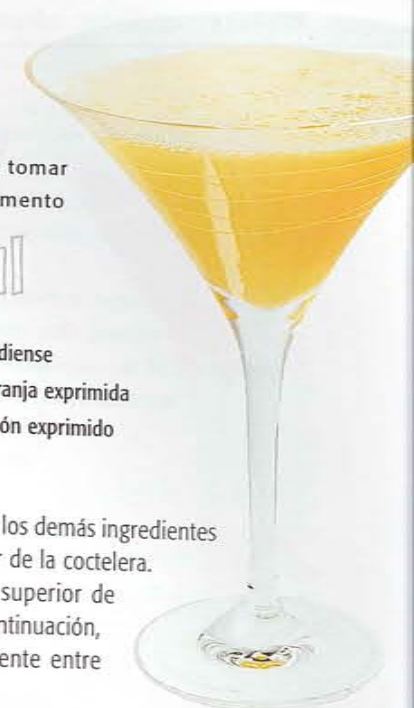 tomar
mento
diense
ranja exprimida
ón exprimido
los demás ingredientes
r de la coctelera.
superior de
ntinuación,
ente entre